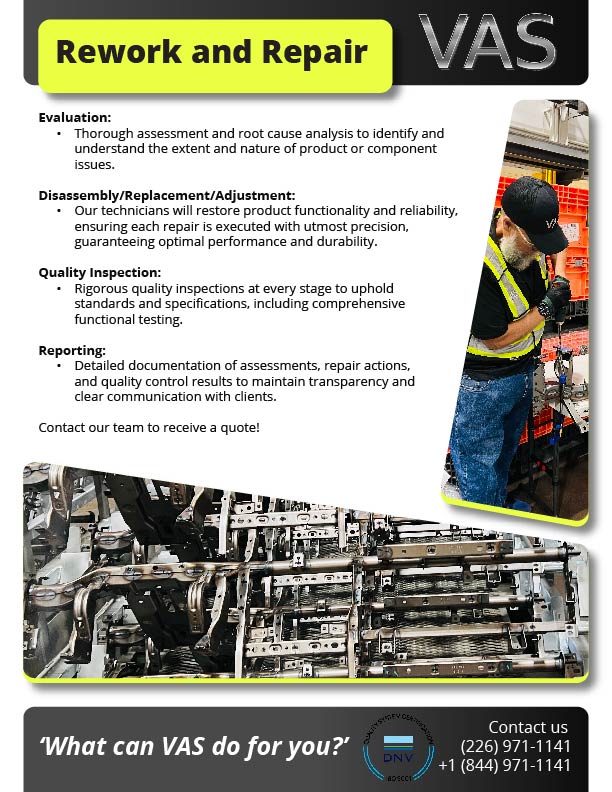 Rework and Repair
VAS
Evaluation:
• Thorough assessment and root cause analysis to identify and
understand the extent and nature of product or component
issues.
Disassembly/Replacement/Adjustment:
• Our technicians will restore product functionality and reliability,
ensuring each repair is executed with utmost precision,
guaranteeing optimal performance and durability.
Quality Inspection:
• Rigorous quality inspections at every stage to uphold
standards and specifications, including comprehensive
functional testing.
Reporting:
• Detailed documentation of assessments, repair actions,
and quality control results to maintain transparency and
clear communication with clients.
Contact our team to receive a quote!
‘What can VAS do for you?’
DNV
ISO 9001
Contact us
(226) 971-1141
+1 (844) 971-1141